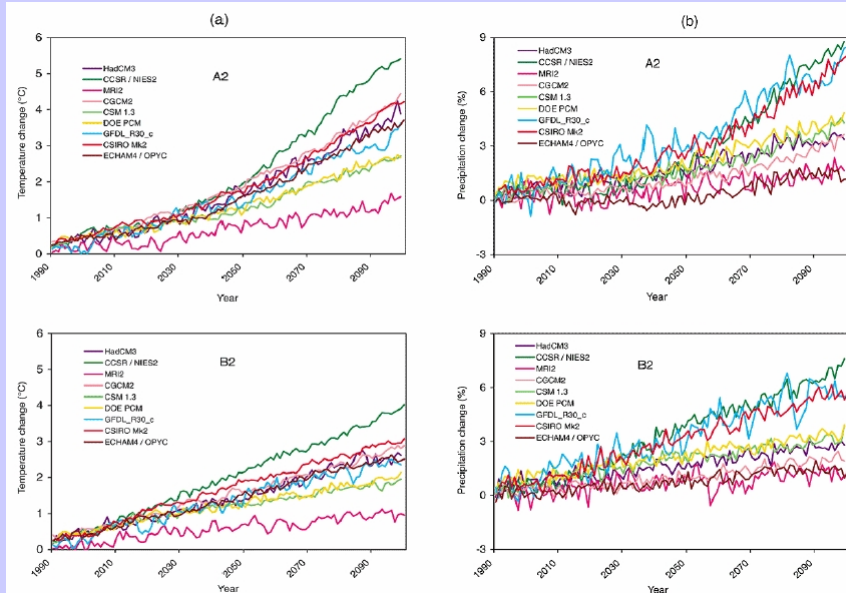 (a)
6
5
4
3
2
1
0
Temperature change (°C)
HadCM3
CCSR / NIES2
MRI2
CGCM2
CSM 1.3
DOE PCM
GFDL_R30_c
CSIRO Mk2
ECHAM4 / OPYC
A2
1990
2010
2030
2050
2070
2090
Year
(b)
9
6
3
0
-3
Precipitation change (%)
HadCM3
CCSR / NIES2
MRI2
CGCM2
CSM 1.3
DOE PCM
GFDL_R30_c
CSIRO Mk2
ECHAM4 / OPYC
A2
1990
2010
2030
2050
2070
2090
Year
6
5
4
3
2
1
0
Temperature change (°C)
HadCM3
CCSR / NIES2
MRI2
CGCM2
CSM 1.3
DOE PCM
GFDL_R30_c
CSIRO Mk2
ECHAM4 / OPYC
B2
1990
2010
2030
2050
2070
2090
Year
9
6
3
0
-3
Precipitation change (%)
HadCM3
CCSR / NIES2
MRI2
CGCM2
CSM 1.3
DOE PCM
GFDL_R30_c
CSIRO Mk2
ECHAM4 / OPYC
B2
1990
2010
2030
2050
2070
2090
Year